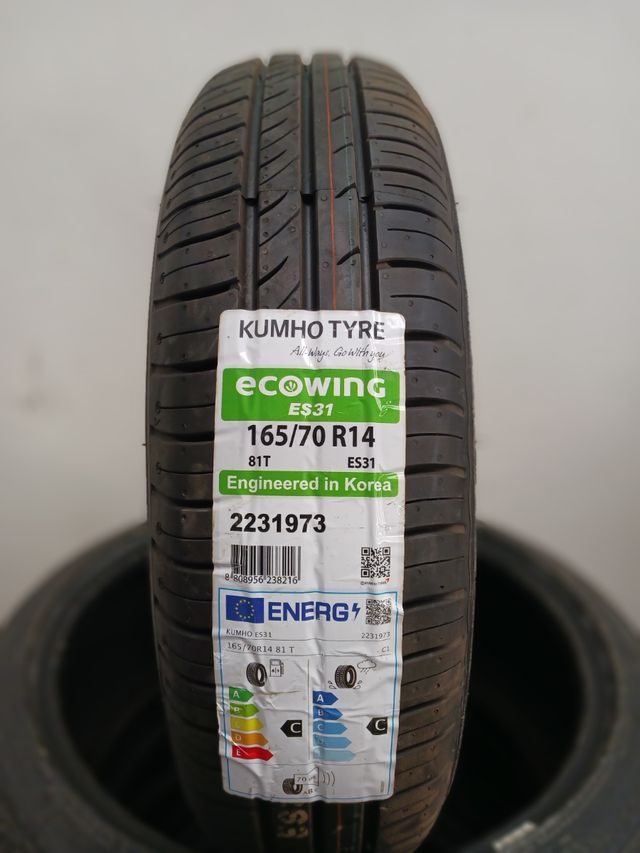 KUMHO TYRE
All-Ways. Go With you
ecowing
ES31
165/70 R14
81T ES31
Engineered in Korea
2231973
8 808956 238216
ENERG
KUMHO ES31 2231973
165/70R14 81 T C1
A
B
C
D
E
C
A
B
C
D
E
C
70